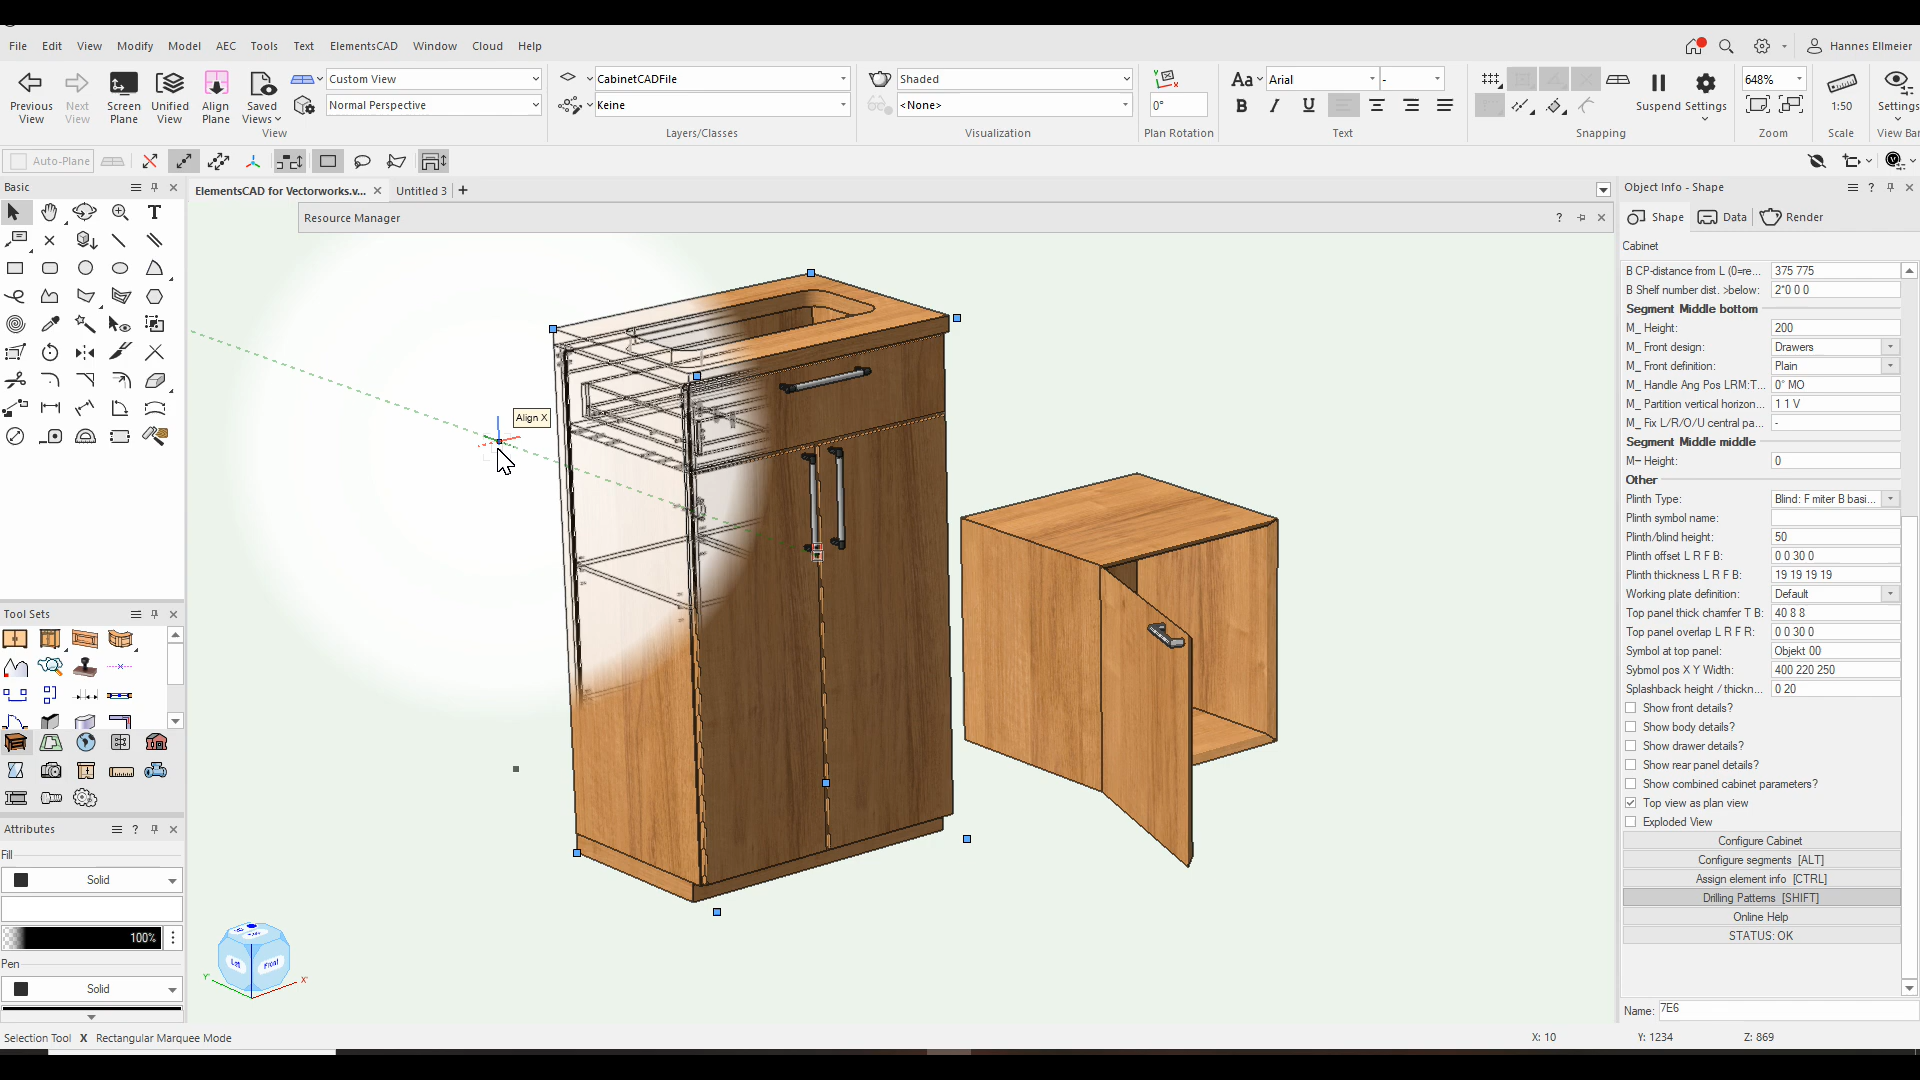 File Edit View Modify Model AEC Tools Text ElementsCAD Window Cloud Help
Hannes Ellmeier
Previous View
Next View
Screen Plane
Unified View
Align Plane
Saved Views
Custom View
Normal Perspective
View
CabinetCADFile
Keine
Layers/Classes
Shaded
<None>
Visualization
0°
Plan Rotation
Aa Arial -
B I U
Text
Suspend Settings
Snapping
648%
Zoom
1:50
Scale
Settings
View Bar
Auto-Plane
Basic
ElementsCAD for Vectorworks.v... Untitled 3
Resource Manager
Align X
Tool Sets
Attributes
Fill
Solid
100%
Pen
Solid
Left Front
Y' X'
Selection Tool X Rectangular Marquee Mode
X: 10 Y: 1234 Z: 869
Object Info - Shape
Shape Data Render
Cabinet
B CP-distance from L (0=re... 375 775
B Shelf number dist. >below: 2*0 0 0
Segment Middle bottom
M_ Height: 200
M_ Front design: Drawers
M_ Front definition: Plain
M_ Handle Ang Pos LRM:T... 0° MO
M_ Partition vertical horizon... 1 1 V
M_ Fix L/R/O/U central pa... -
Segment Middle middle
M− Height: 0
Other
Plinth Type: Blind: F miter B basi...
Plinth symbol name:
Plinth/blind height: 50
Plinth offset L R F B: 0 0 30 0
Plinth thickness L R F B: 19 19 19 19
Working plate definition: Default
Top panel thick chamfer T B: 40 8 8
Top panel overlap L R F R: 0 0 30 0
Symbol at top panel: Objekt 00
Sybmol pos X Y Width: 400 220 250
Splashback height / thickn... 0 20
Show front details?
Show body details?
Show drawer details?
Show rear panel details?
Show combined cabinet parameters?
Top view as plan view
Exploded View
Configure Cabinet
Configure segments [ALT]
Assign element info [CTRL]
Drilling Patterns [SHIFT]
Online Help
STATUS: OK
Name: 7E6